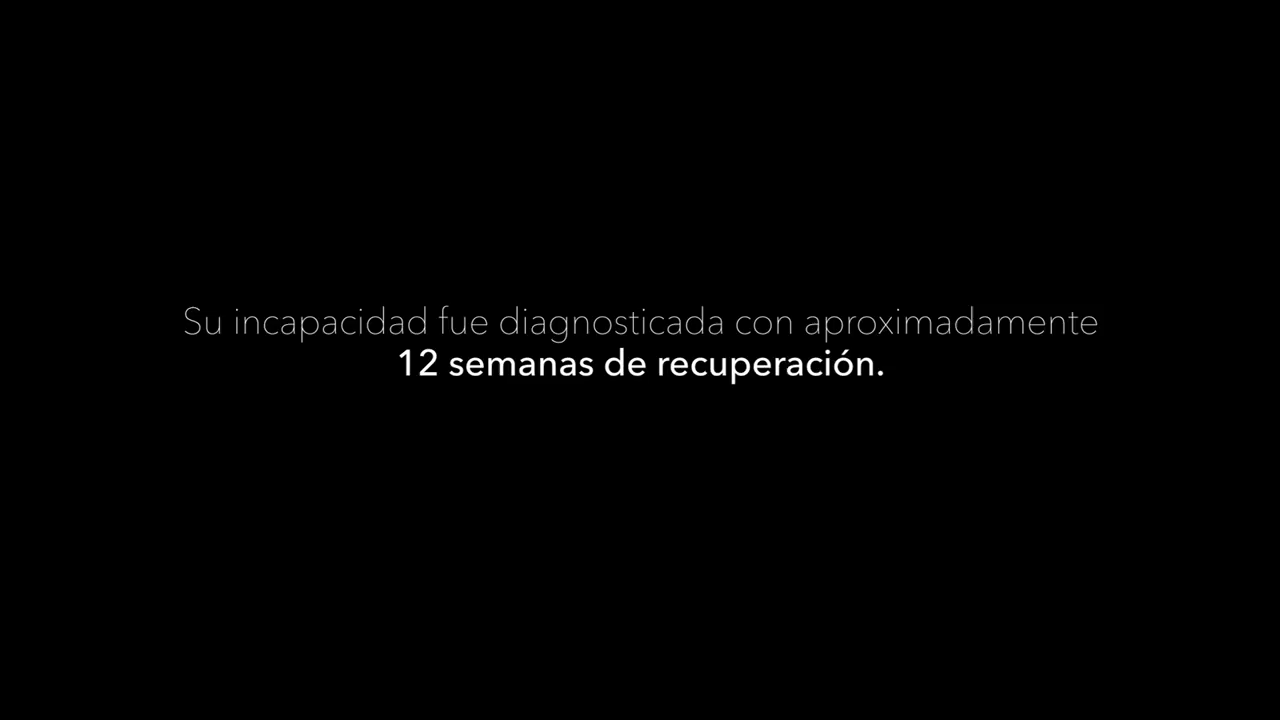 Su incapacidad fue diagnosticada con aproximadamente
12 semanas de recuperación.